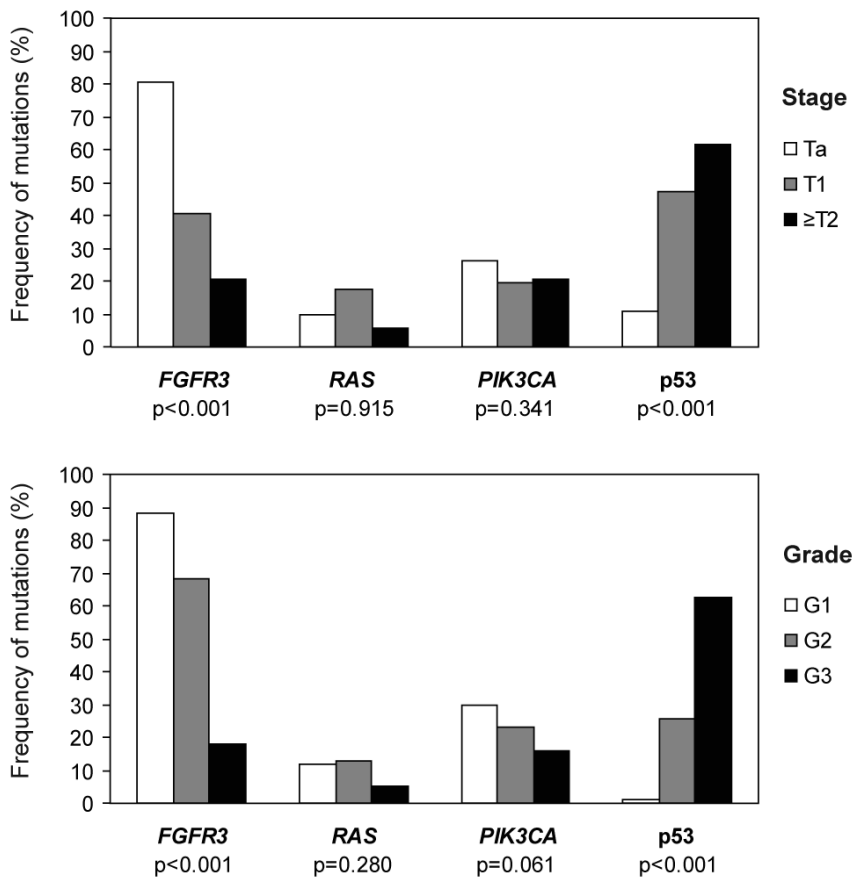 Frequency of mutations (%)
100
90
80
70
60
50
40
30
20
10
0
FGFR3 RAS PIK3CA p53
p<0.001 p=0.915 p=0.341 p<0.001
Stage
Ta
T1
≥T2
Frequency of mutations (%)
100
90
80
70
60
50
40
30
20
10
0
FGFR3 RAS PIK3CA p53
p<0.001 p=0.280 p=0.061 p<0.001
Grade
G1
G2
G3